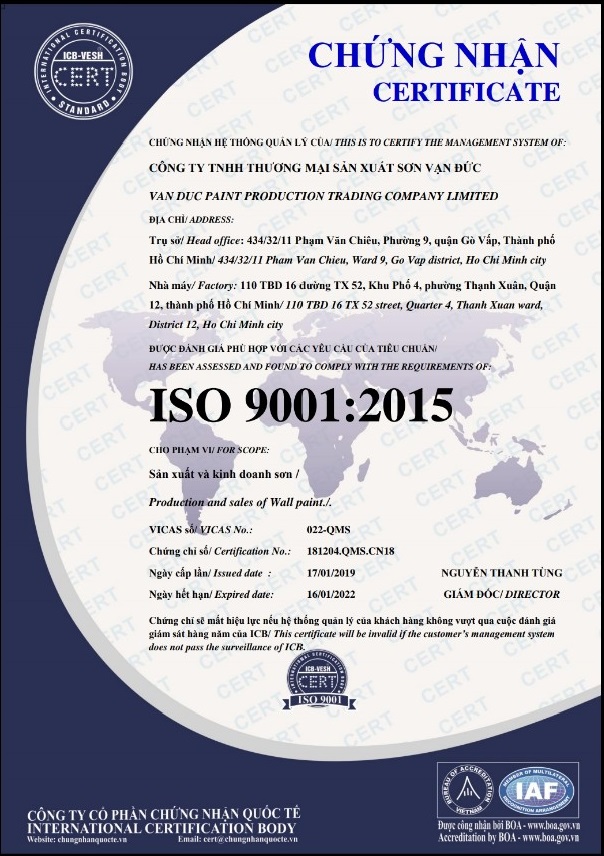 INTERNATIONAL CERTIFICATION BODY
ICB-VESH
CERT
STANDARD
CHỨNG NHẬN
CERTIFICATE
CHỨNG NHẬN HỆ THỐNG QUẢN LÝ CỦA/ THIS IS TO CERTIFY THE MANAGEMENT SYSTEM OF:
CÔNG TY TNHH THƯƠNG MẠI SẢN XUẤT SƠN VẠN ĐỨC
VAN DUC PAINT PRODUCTION TRADING COMPANY LIMITED
ĐỊA CHỈ/ ADDRESS:
Trụ sở/ Head office: 434/32/11 Phạm Văn Chiêu, Phường 9, quận Gò Vấp, Thành phố
Hồ Chí Minh/ 434/32/11 Pham Van Chieu, Ward 9, Go Vap district, Ho Chi Minh city
Nhà máy/ Factory: 110 TBD 16 đường TX 52, Khu Phố 4, phường Thạnh Xuân, Quận
12, thành phố Hồ Chí Minh/ 110 TBD 16 TX 52 street, Quarter 4, Thanh Xuan ward,
District 12, Ho Chi Minh city
ĐƯỢC ĐÁNH GIÁ PHÙ HỢP VỚI CÁC YÊU CẦU CỦA TIÊU CHUẨN/
HAS BEEN ASSESSED AND FOUND TO COMPLY WITH THE REQUIREMENTS OF:
ISO 9001:2015
CHO PHẠM VI/ FOR SCOPE:
Sản xuất và kinh doanh sơn /
Production and sales of Wall paint./.
VICAS số/ VICAS No.: 022-QMS
Chứng chỉ số/ Certification No.: 181204.QMS.CN18
Ngày cấp lần/ Issued date : 17/01/2019 NGUYỄN THANH TÙNG
Ngày hết hạn/ Expired date: 16/01/2022 GIÁM ĐỐC/ DIRECTOR
Chứng chỉ sẽ mất hiệu lực nếu hệ thống quản lý của khách hàng không vượt qua cuộc đánh giá
giám sát hàng năm của ICB/ This certificate will be invalid if the customer's management system
does not pass the surveillance of ICB.
INTERNATIONAL CERTIFICATION BODY
ICB-VESH
CERT
ISO 9001
BUREAU OF ACCREDITATION
VIETNAM
MEMBER OF MULTILATERAL
IAF
RECOGNITION ARRANGEMENT
CÔNG TY CỔ PHẦN CHỨNG NHẬN QUỐC TẾ
INTERNATIONAL CERTIFICATION BODY
Website: chungnhanquocte.vn Email: cert@chungnhanquocte.vn
Được công nhận bởi BOA - www.boa.gov.vn
Accreditation by BOA - www.boa.gov.vn